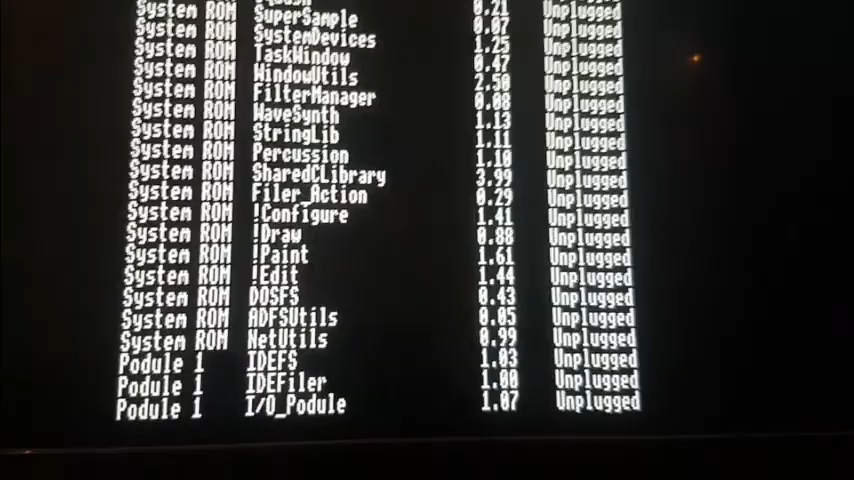 System ROM Squash 0.21 Unplugged
System ROM SuperSample 0.07 Unplugged
System ROM SystemDevices 1.25 Unplugged
System ROM TaskWindow 0.47 Unplugged
System ROM WindowUtils 2.50 Unplugged
System ROM FilterManager 0.08 Unplugged
System ROM WaveSynth 1.13 Unplugged
System ROM StringLib 1.11 Unplugged
System ROM Percussion 1.10 Unplugged
System ROM SharedCLibrary 3.99 Unplugged
System ROM Filer_Action 0.29 Unplugged
System ROM !Configure 1.41 Unplugged
System ROM !Draw 0.88 Unplugged
System ROM !Paint 1.61 Unplugged
System ROM !Edit 1.44 Unplugged
System ROM DOSFS 0.43 Unplugged
System ROM ADFSUtils 0.05 Unplugged
System ROM NetUtils 0.99 Unplugged
Podule 1 IDEFS 1.03 Unplugged
Podule 1 IDEFiler 1.00 Unplugged
Podule 1 I/O_Podule 1.07 Unplugged